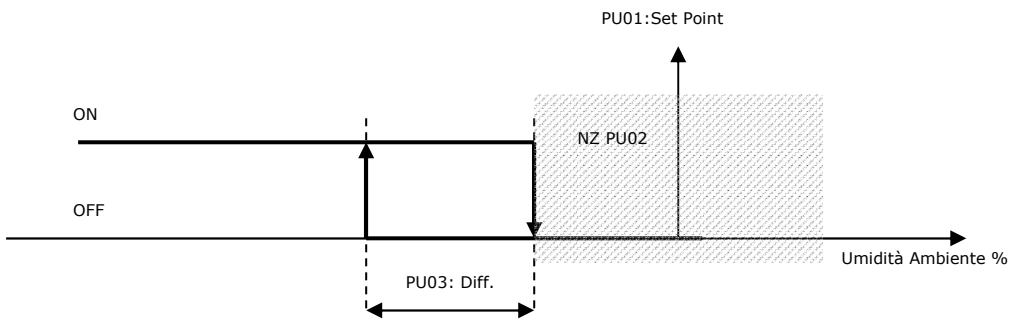 PU01:Set Point
ON
NZ PU02
OFF
Umidità Ambiente %
PU03: Diff.